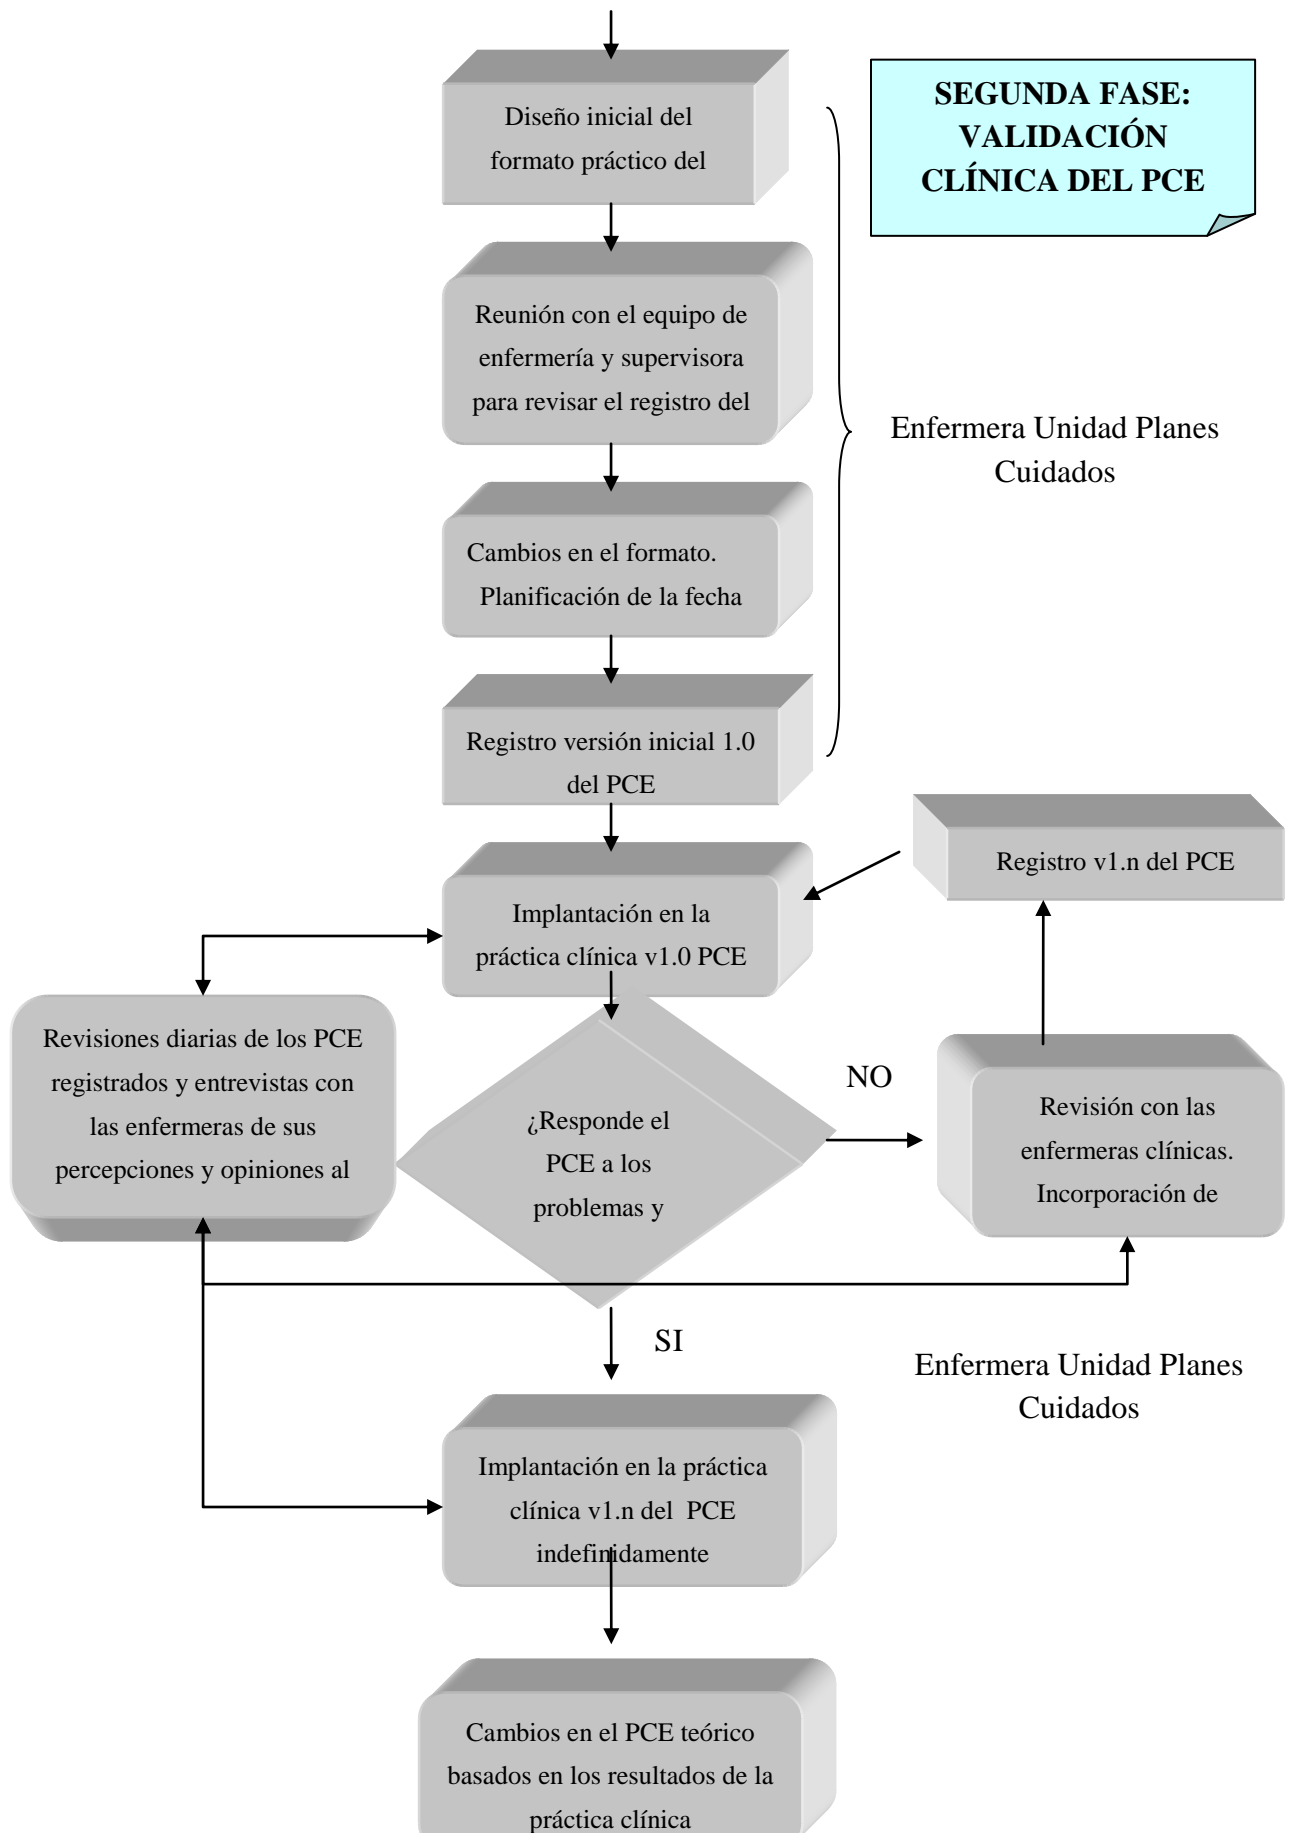 SEGUNDA FASE:
VALIDACIÓN
CLÍNICA DEL PCE
Diseño inicial del
formato práctico del
Reunión con el equipo de
enfermería y supervisora
para revisar el registro del
Enfermera Unidad Planes
Cuidados
Cambios en el formato.
Planificación de la fecha
Registro versión inicial 1.0
del PCE
Registro v1.n del PCE
Implantación en la
práctica clínica v1.0 PCE
Revisiones diarias de los PCE
registrados y entrevistas con
las enfermeras de sus
percepciones y opiniones al
¿Responde el
PCE a los
problemas y
NO
Revisión con las
enfermeras clínicas.
Incorporación de
SI
Enfermera Unidad Planes
Cuidados
Implantación en la práctica
clínica v1.n del  PCE
indefinidamente
Cambios en el PCE teórico
basados en los resultados de la
práctica clínica